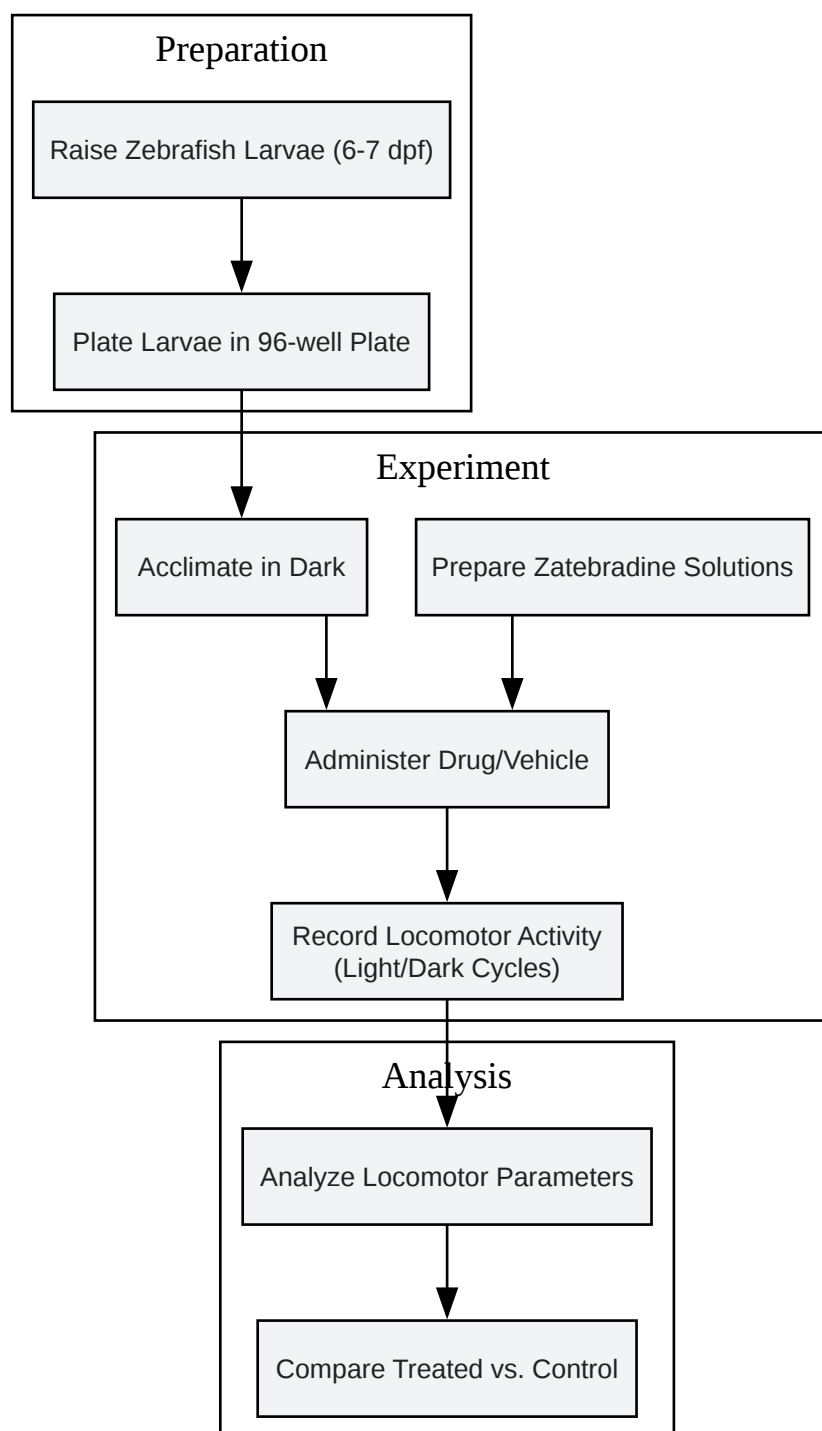 Preparation
Raise Zebrafish Larvae (6-7 dpf)
Plate Larvae in 96-well Plate
Experiment
Acclimate in Dark
Prepare Zatebradine Solutions
Administer Drug/Vehicle
Record Locomotor Activity
(Light/Dark Cycles)
Analysis
Analyze Locomotor Parameters
Compare Treated vs. Control